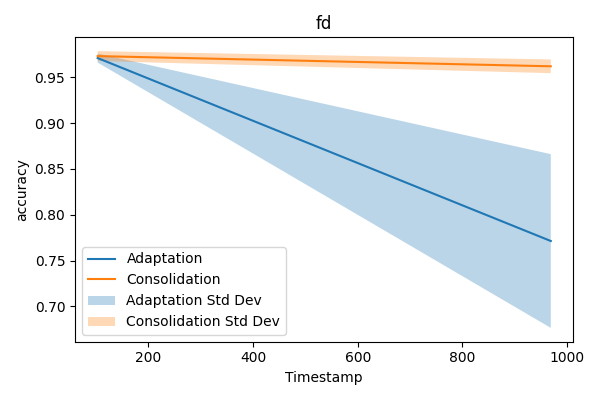 fd
accuracy
0.95
0.90
0.85
0.80
0.75
0.70
Adaptation
Consolidation
Adaptation Std Dev
Consolidation Std Dev
200 400 600 800 1000
Timestamp